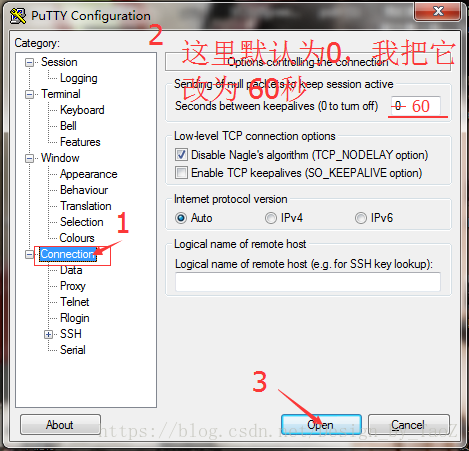 PuTTY Configuration
2
这里默认为0．我把它
改为 60秒
Category:
Session
Logging
Terminal
Keyboard
Bell
Features
Window
Appearance
Behaviour
Translation
Selection
Colours
1
Connection
Data
Proxy
Telnet
Rlogin
SSH
Serial
Options controlling the connection
Sending of null packets to keep session active
Seconds between keepalives (0 to turn off)
0 60
Low-level TCP connection options
Disable Nagle's algorithm (TCP_NODELAY option)
Enable TCP keepalives (SO_KEEPALIVE option)
Internet protocol version
Auto IPv4 IPv6
Logical name of remote host
Logical name of remote host (e.g. for SSH key lookup):
3
About Open Cancel